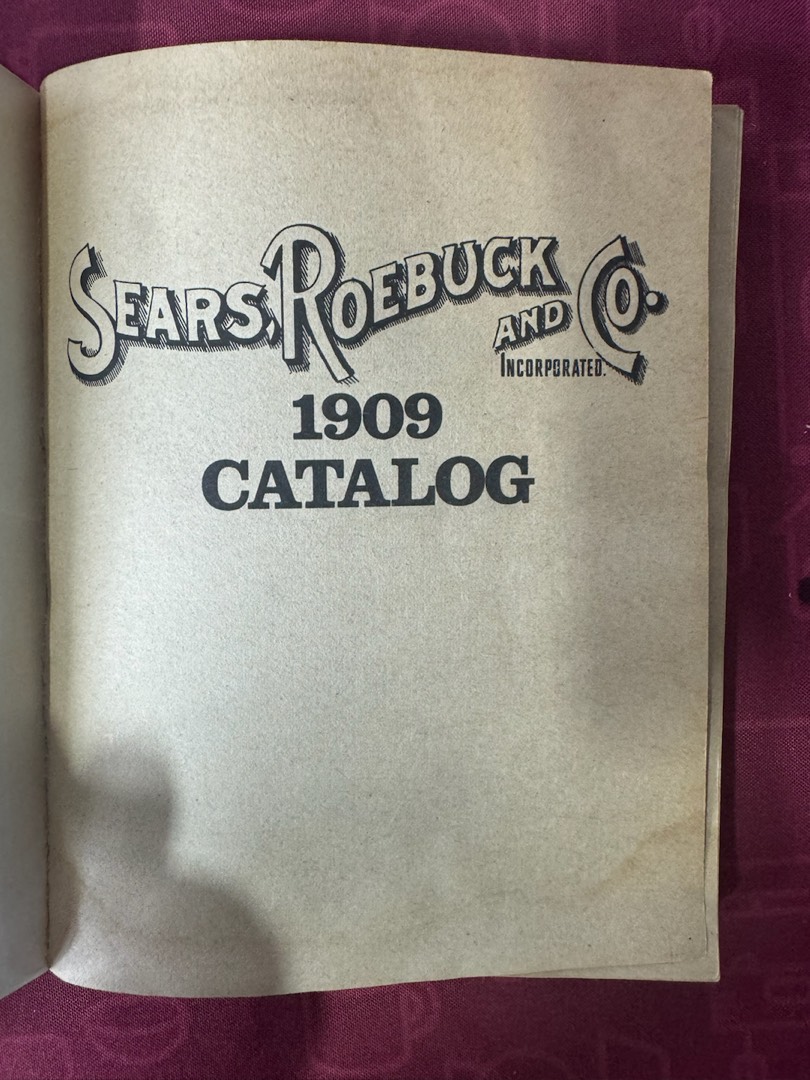 SEARS, ROEBUCK AND CO.
INCORPORATED.
1909
CATALOG